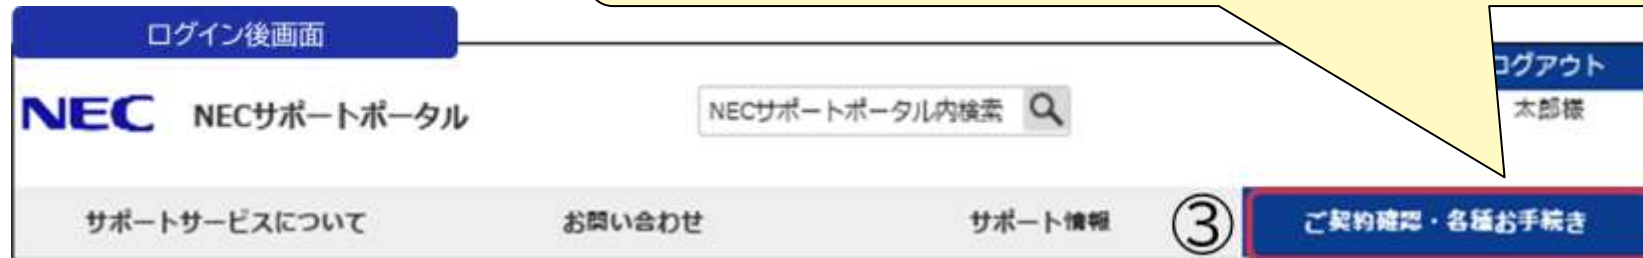 ログイン後画面
ログアウト
NEC NECサポートポータル NECサポートポータル内検索 太郎様
サポートサービスについて お問い合わせ サポート情報 ③ ご契約確認・各種お手続き